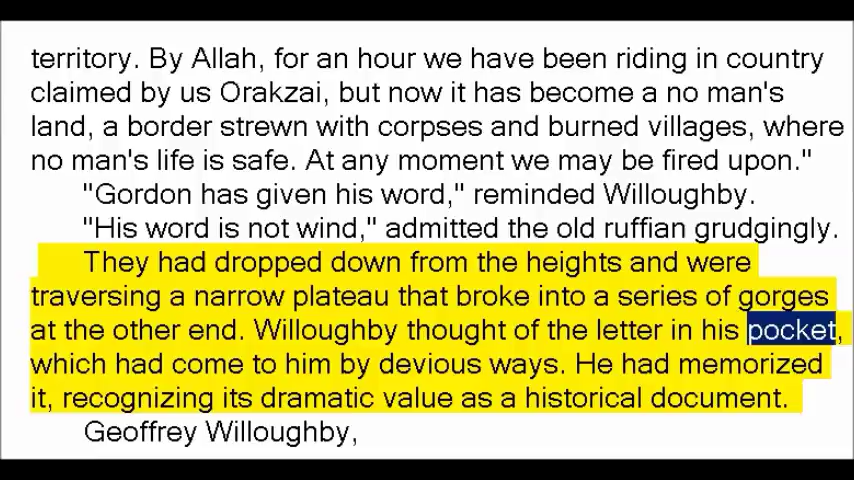 territory. By Allah, for an hour we have been riding in country
claimed by us Orakzai, but now it has become a no man's
land, a border strewn with corpses and burned villages, where
no man's life is safe. At any moment we may be fired upon."
"Gordon has given his word," reminded Willoughby.
"His word is not wind," admitted the old ruffian grudgingly.
They had dropped down from the heights and were
traversing a narrow plateau that broke into a series of gorges
at the other end. Willoughby thought of the letter in his pocket,
which had come to him by devious ways. He had memorized
it, recognizing its dramatic value as a historical document.
Geoffrey Willoughby,